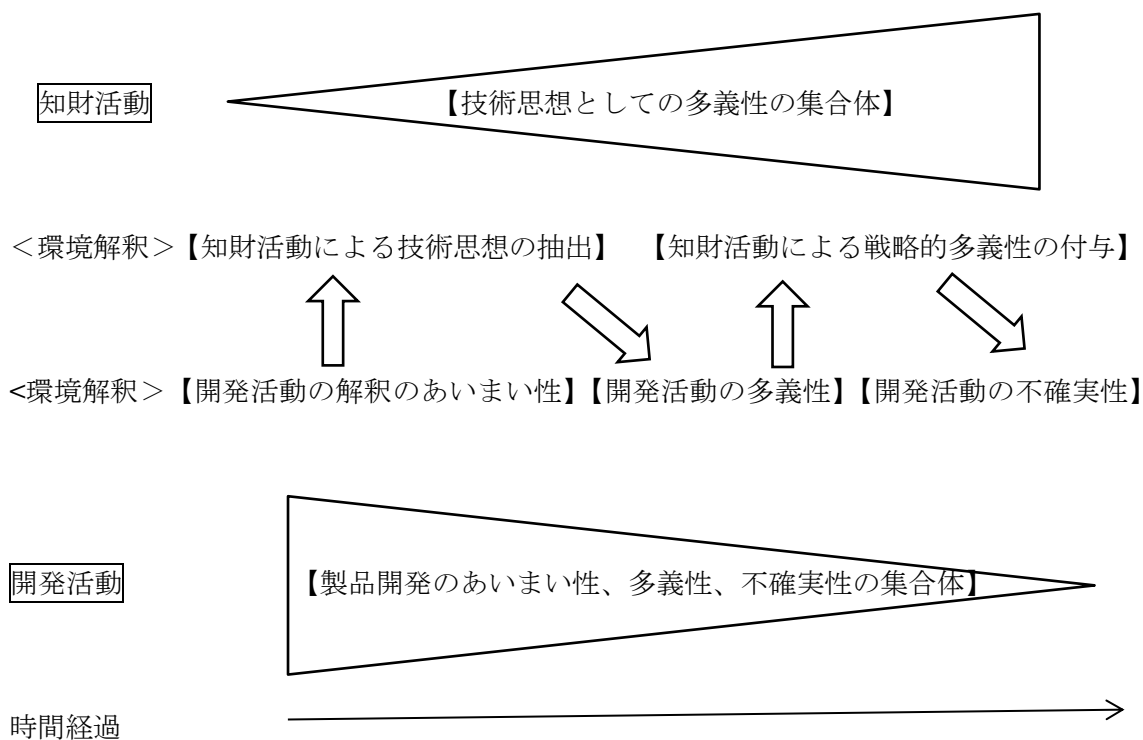 知財活動
【技術思想としての多義性の集合体】
＜環境解釈＞【知財活動による技術思想の抽出】 【知財活動による戦略的多義性の付与】
<環境解釈＞【開発活動の解釈のあいまい性】【開発活動の多義性】【開発活動の不確実性】
開発活動
【製品開発のあいまい性、多義性、不確実性の集合体】
時間経過